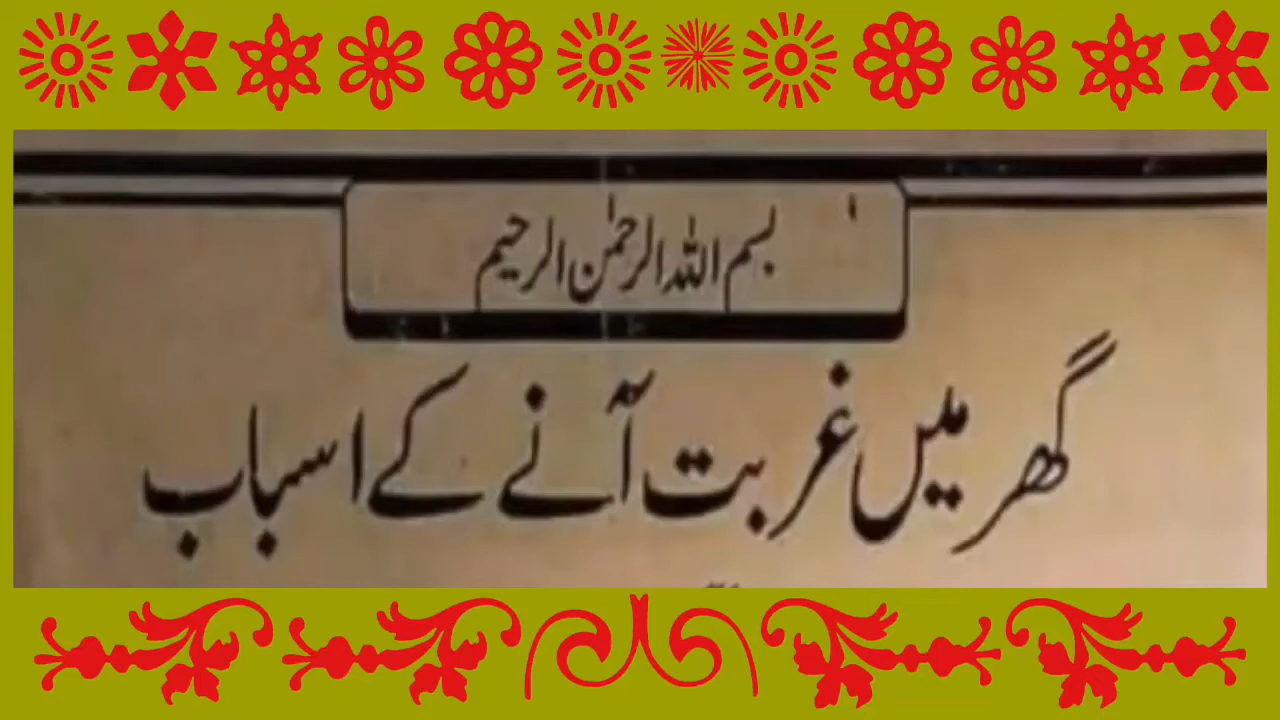 بسم اللہ الرحمٰن الرحیم
گھر میں غربت آنے کے اسباب